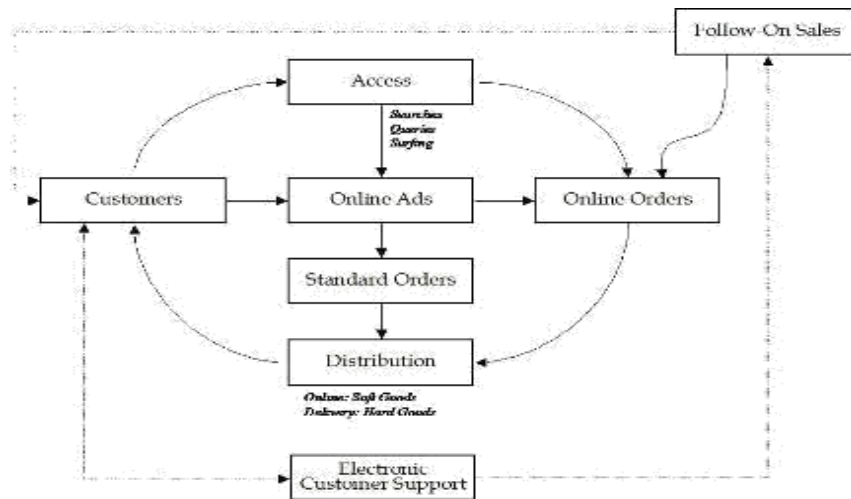 Follow-On Sales
Access
Searches
Queries
Surfing
Customers
Online Ads
Online Orders
Standard Orders
Distribution
Online: Soft Goods
Delivery: Hard Goods
Electronic
Customer Support